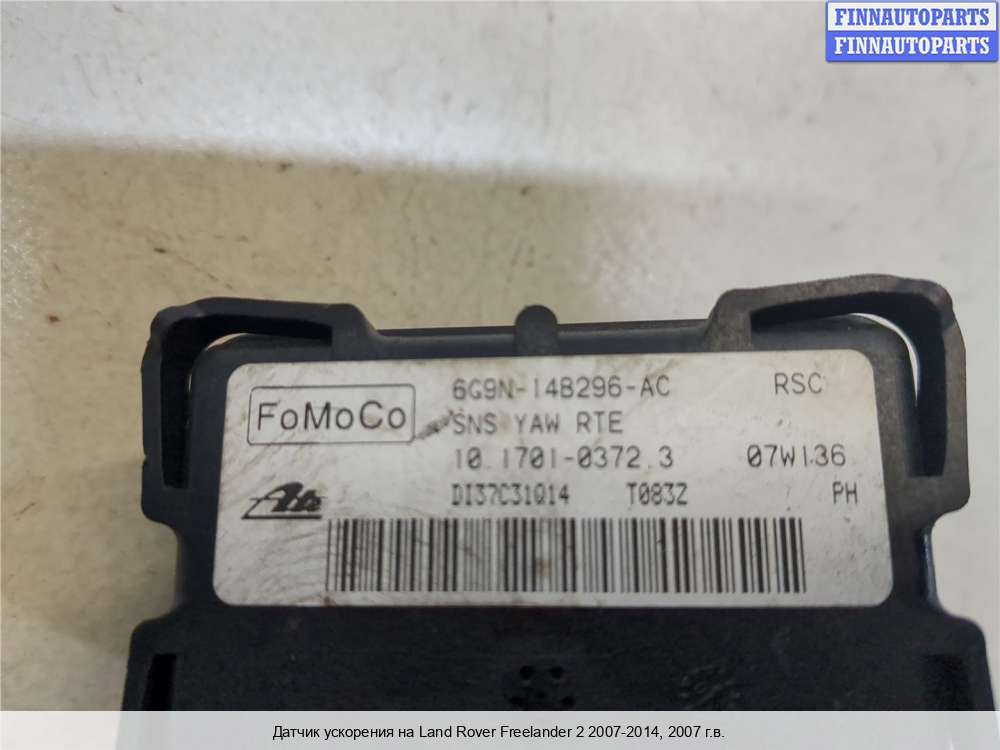 FINNAUTOPARTS
FINNAUTOPARTS
6G9N-14B296-AC RSC
FoMoCo
SNS YAW RTE
10.1701-0372.3 07W136
Ate DI37C31Q14 T083Z PH
Датчик ускорения на Land Rover Freelander 2 2007-2014, 2007 г.в.